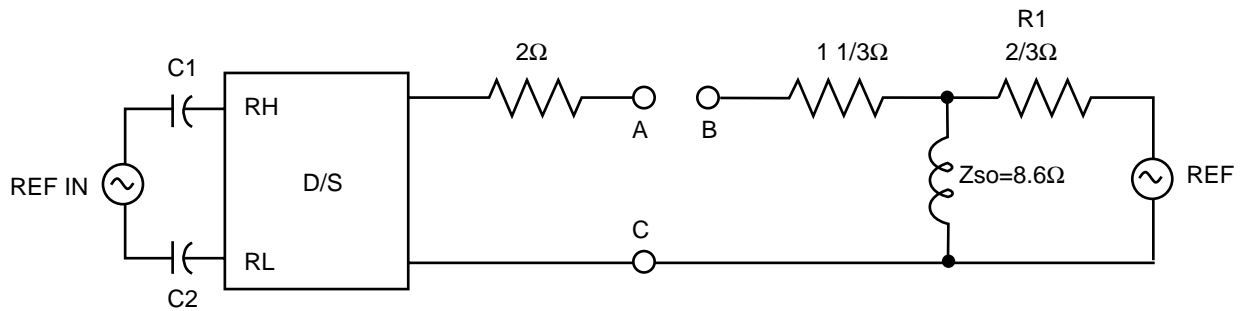 R1
2Ω
1 1/3Ω
2/3Ω
C1
RH
A
B
REF IN
D/S
Zso=8.6Ω
REF
C
RL
C2